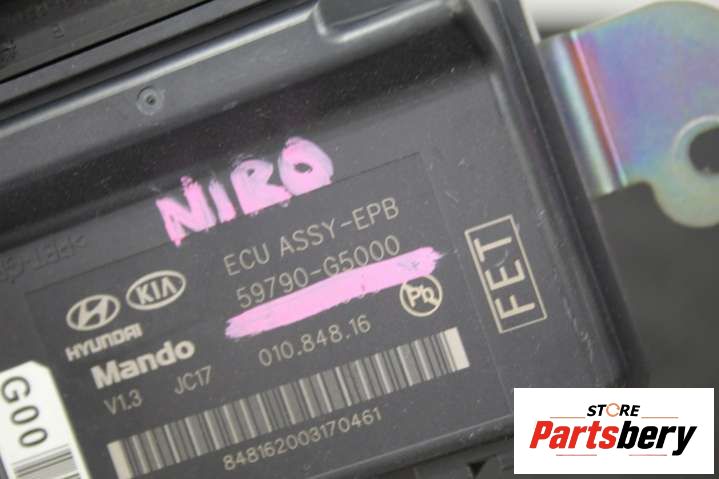 NIRO
ECU ASSY-EPB
59790-G5000
KIA
HYUNDAI
Pb
FET
Mando
010.848.16
V1.3 JC17
848162003170461
G00
STORE
Partsbery